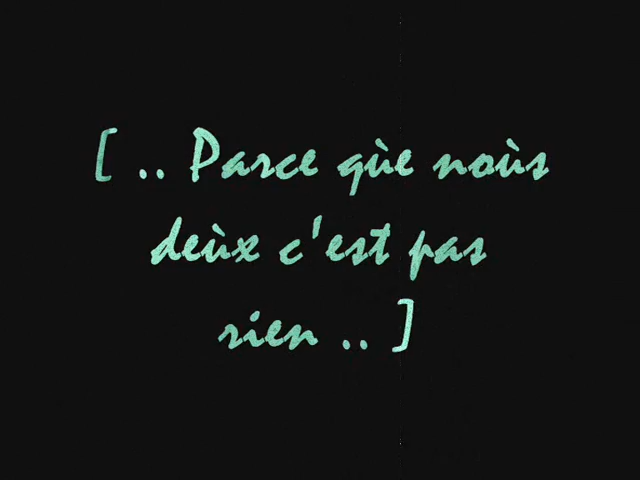 [ .. Parce qùe noùs
deùx c'est pas
rien .. ]